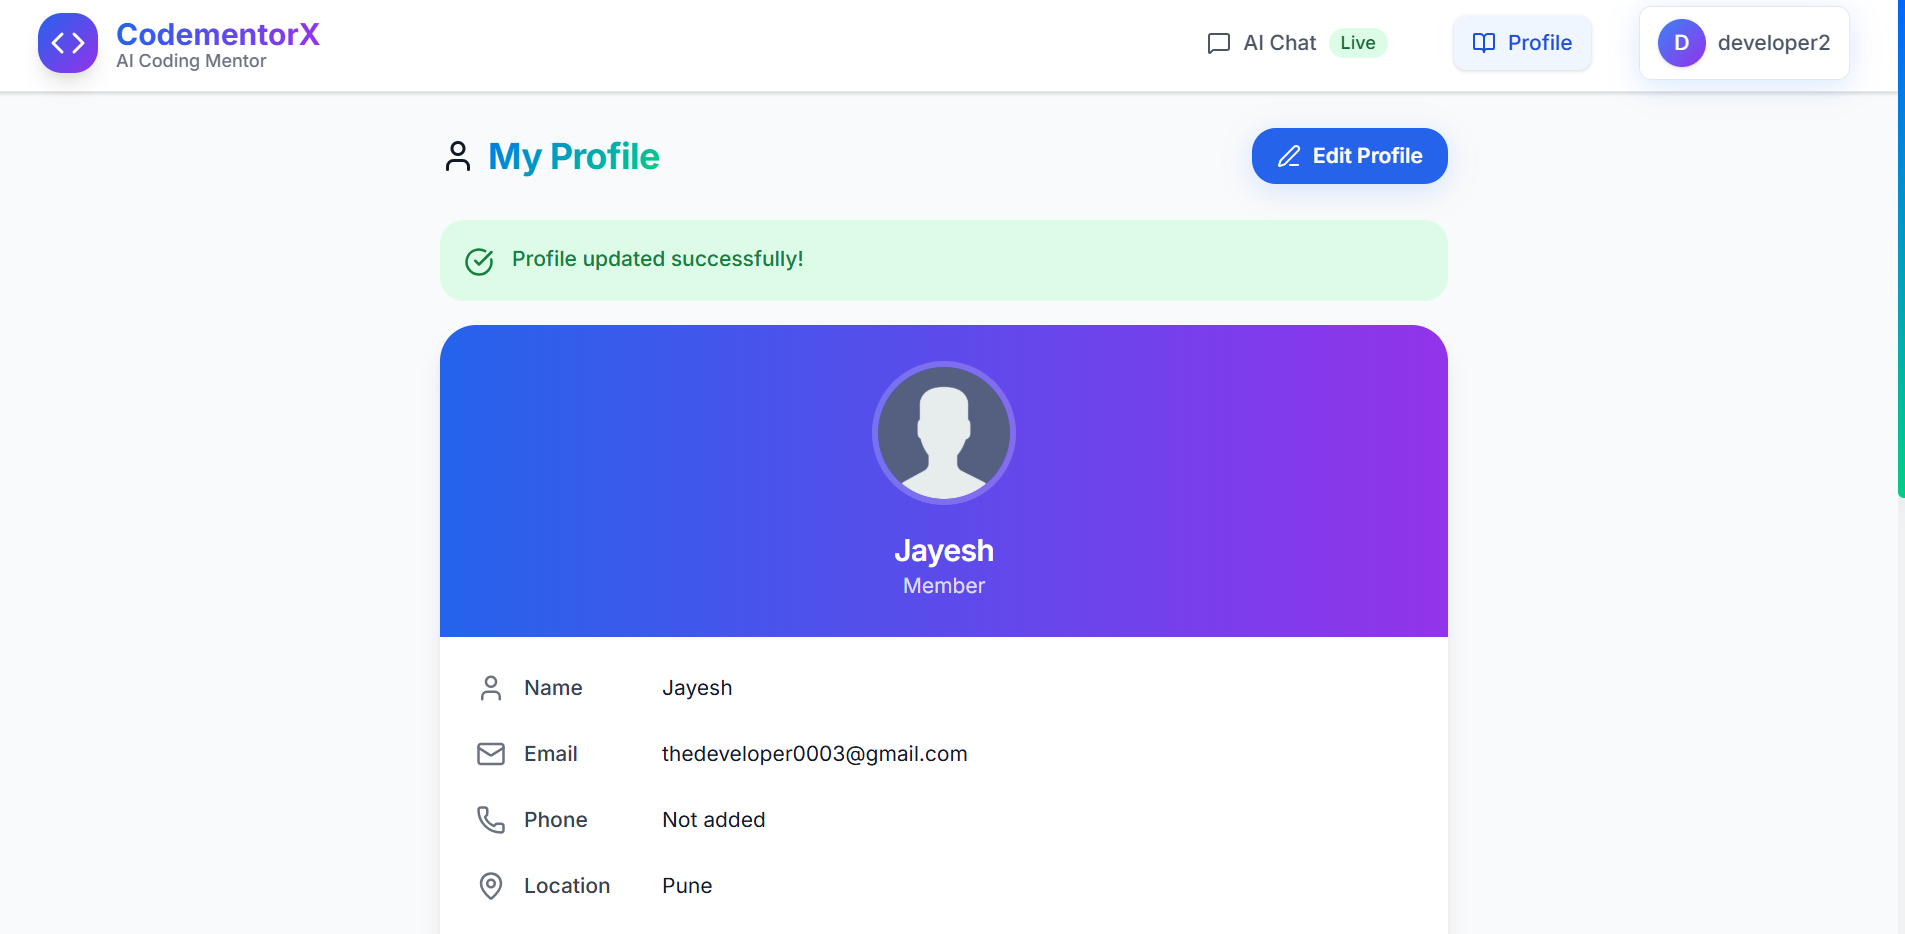 CodementorX
AI Coding Mentor
AI Chat Live
Profile
D developer2
My Profile
Edit Profile
Profile updated successfully!
Jayesh
Member
Name Jayesh
Email thedeveloper0003@gmail.com
Phone Not added
Location Pune